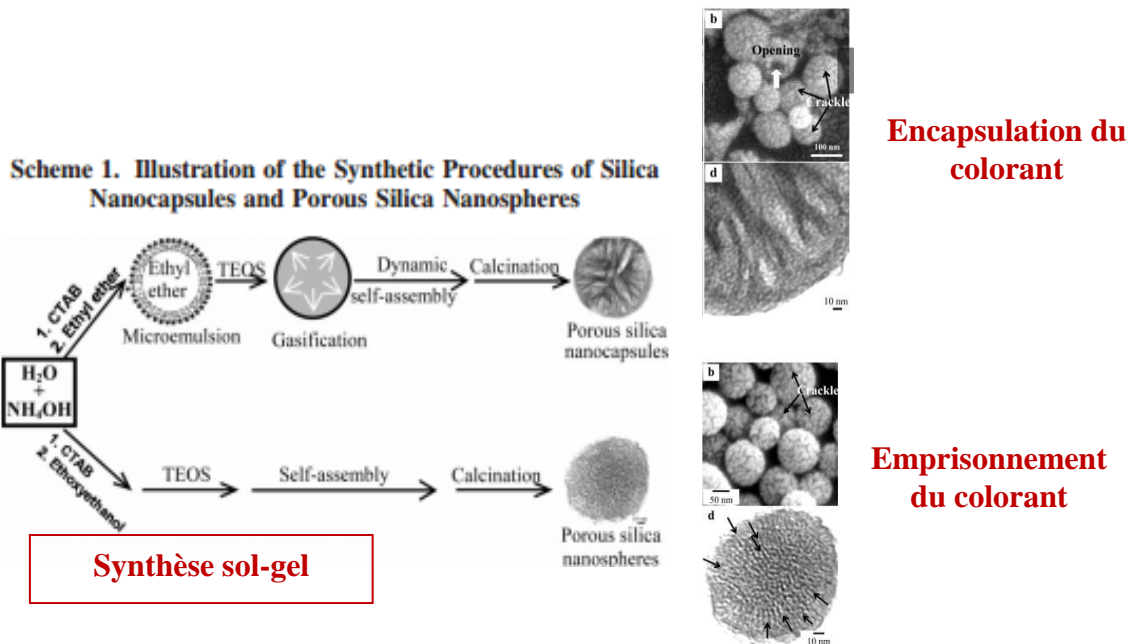 Scheme 1. Illustration of the Synthetic Procedures of Silica
Nanocapsules and Porous Silica Nanospheres
1. CTAB
2. Ethyl ether
Ethyl
ether
Microemulsion
TEOS
Gasification
Dynamic
self-assembly
Calcination
Porous silica
nanocapsules
H₂O
+
NH₄OH
1. CTAB
2. Ethoxyethanol
TEOS
Self-assembly
Calcination
Porous silica
nanospheres
Synthèse sol-gel
b
Opening
Crackle
100 nm
d
10 nm
Encapsulation du
colorant
b
Crackle
50 nm
d
10 nm
Emprisonnement
du colorant